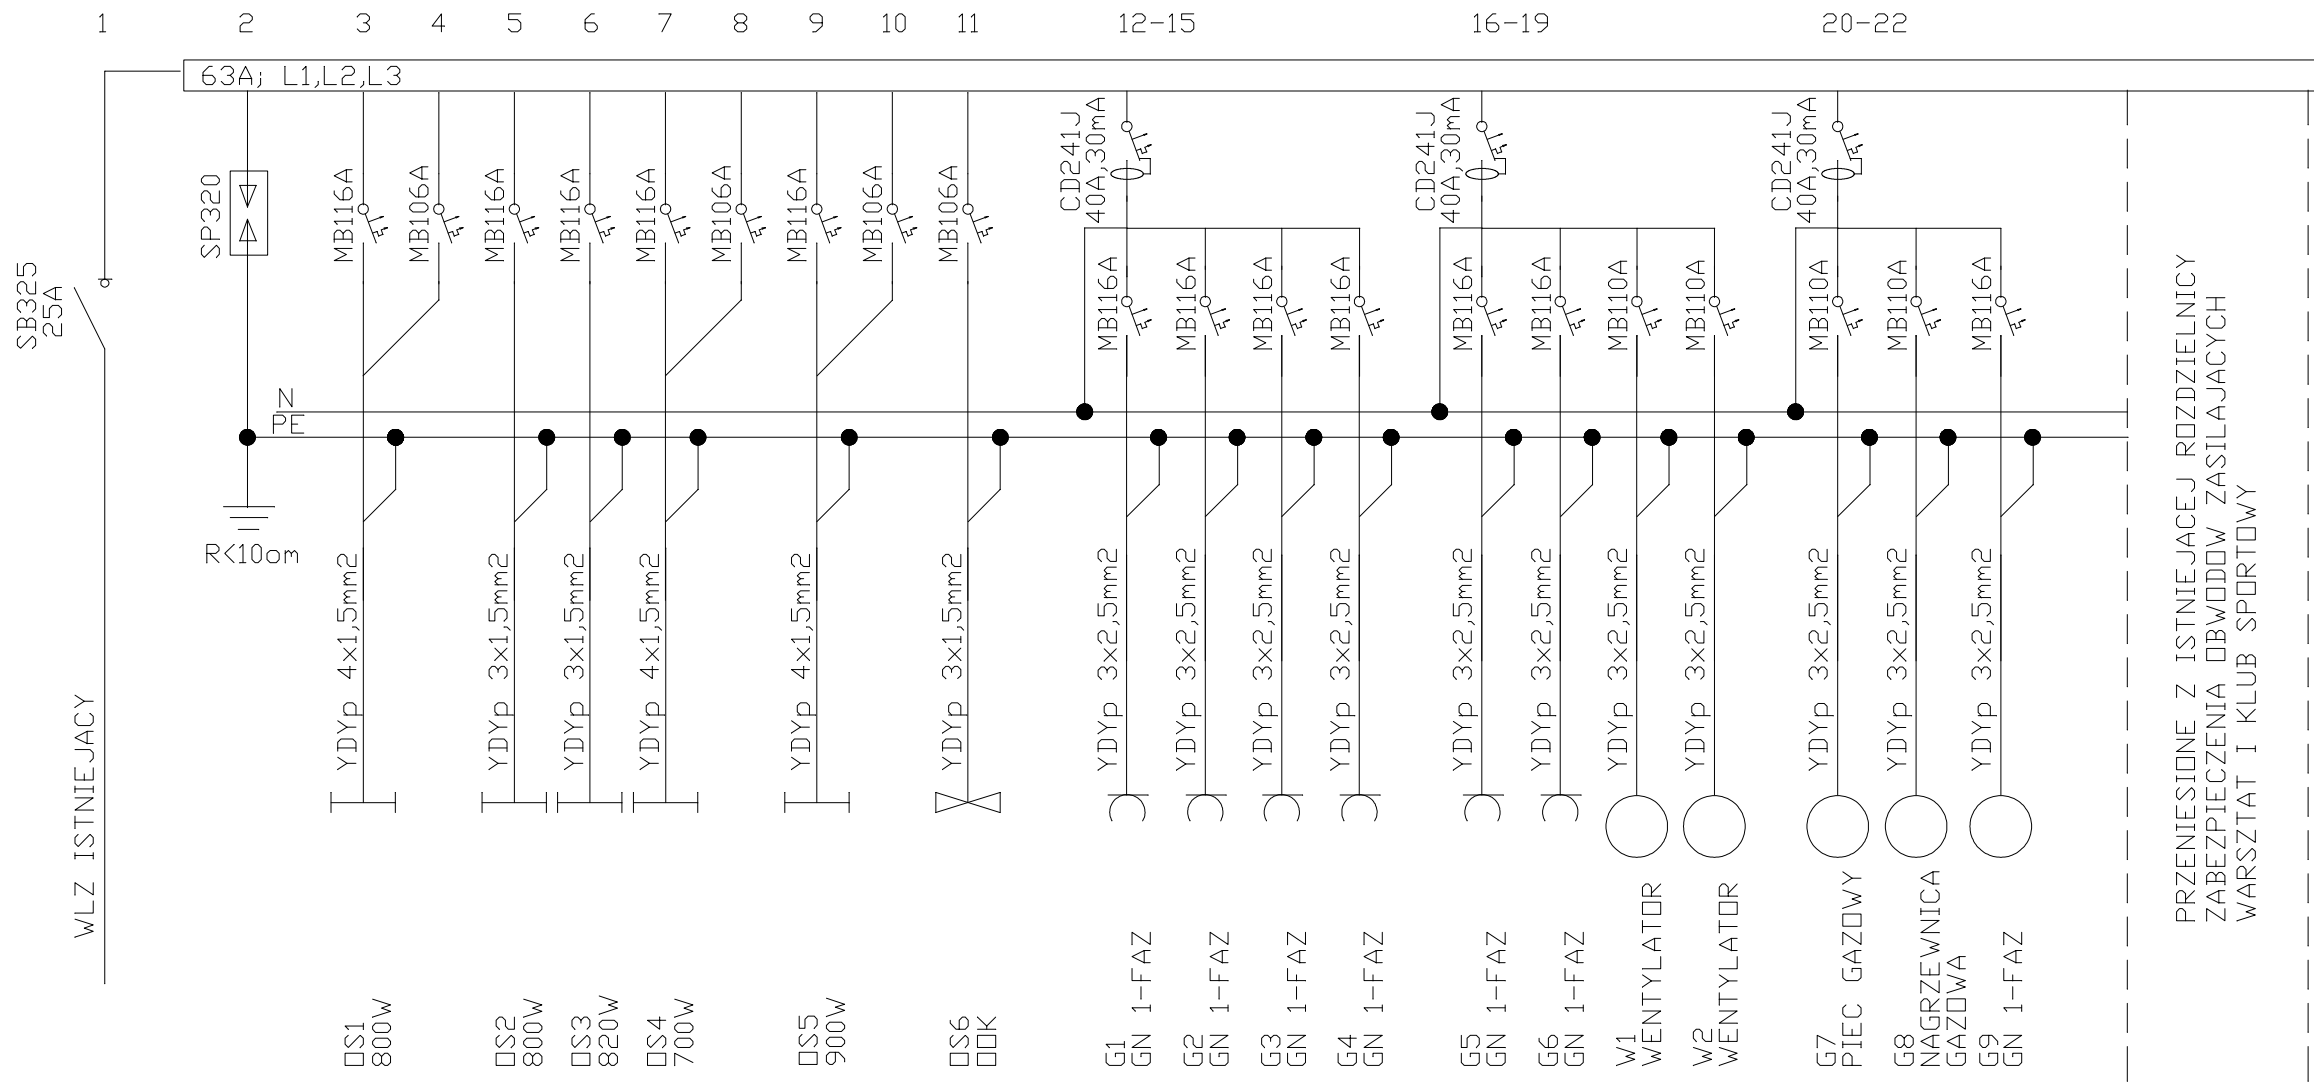 1
2
3
4
5
6
7
8
9
10
11
12-15
16-19
20-22
63A; L1,L2,L3
SB325
25A
WLZ ISTNIEJACY
SP320
R<10om
N
PE
MB116A
MB106A
MB116A
MB116A
MB116A
MB106A
MB116A
MB106A
MB106A
CD241J
40A,30mA
MB116A
MB116A
MB116A
MB116A
CD241J
40A,30mA
MB116A
MB116A
MB110A
MB110A
CD241J
40A,30mA
MB110A
MB110A
MB116A
YDYp 4x1,5mm2
YDYp 3x1,5mm2
YDYp 3x1,5mm2
YDYp 4x1,5mm2
YDYp 4x1,5mm2
YDYp 3x1,5mm2
YDYp 3x2,5mm2
YDYp 3x2,5mm2
YDYp 3x2,5mm2
YDYp 3x2,5mm2
YDYp 3x2,5mm2
YDYp 3x2,5mm2
YDYp 3x2,5mm2
YDYp 3x2,5mm2
YDYp 3x2,5mm2
YDYp 3x2,5mm2
YDYp 3x2,5mm2
OS1
800W
OS2
800W
OS3
820W
OS4
700W
OS5
900W
OS6
OOK
G1
GN 1-FAZ
G2
GN 1-FAZ
G3
GN 1-FAZ
G4
GN 1-FAZ
G5
GN 1-FAZ
G6
GN 1-FAZ
W1
WENTYLATOR
W2
WENTYLATOR
G7
PIEC GAZOWY
G8
NAGRZEWNICA
GAZOWA
G9
GN 1-FAZ
PRZENIESIONE Z ISTNIEJACEJ ROZDZIELNICY
ZABEZPIECZENIA OBWODOW ZASILAJACYCH
WARSZTAT I KLUB SPORTOWY